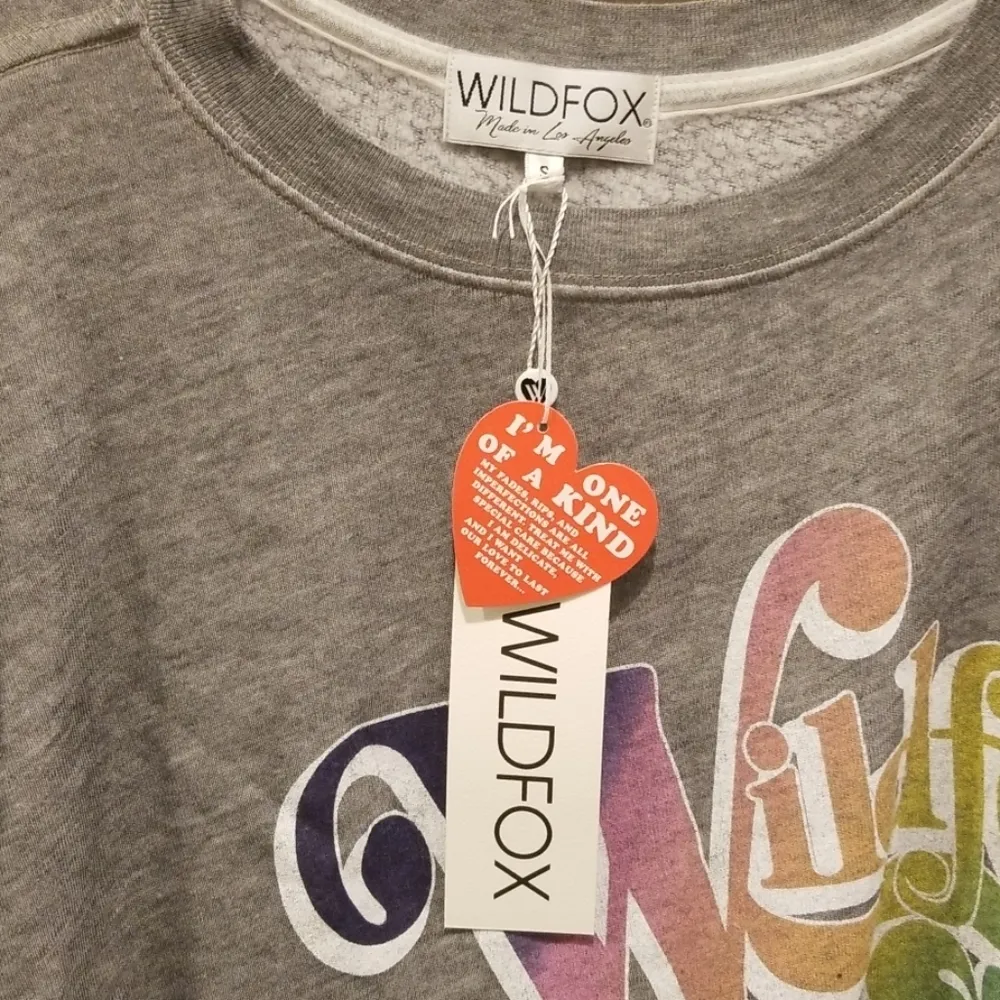 WILDFOX®
Made in Los Angeles
S
I'M ONE
OF A KIND
MY FADES, RIPS, AND
IMPERFECTIONS ARE ALL
DIFFERENT. TREAT ME WITH
SPECIAL CARE BECAUSE
I AM DELICATE,
AND I WANT
OUR LOVE TO LAST
FOREVER...
WILDFOX
Wildf